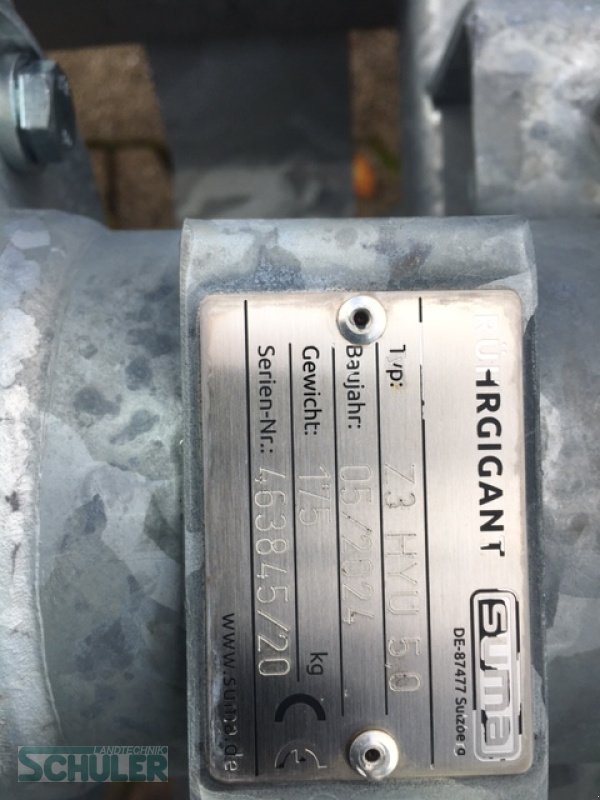 RÜHRGIGANT
suma
DE-87477 Sulzberg
Typ: Z3 HYU 5,0
Baujahr: 05/2024
Gewicht: 175 kg
Serien-Nr.: 463845/20
CE
www.suma.de
LANDTECHNIK
SCHULER